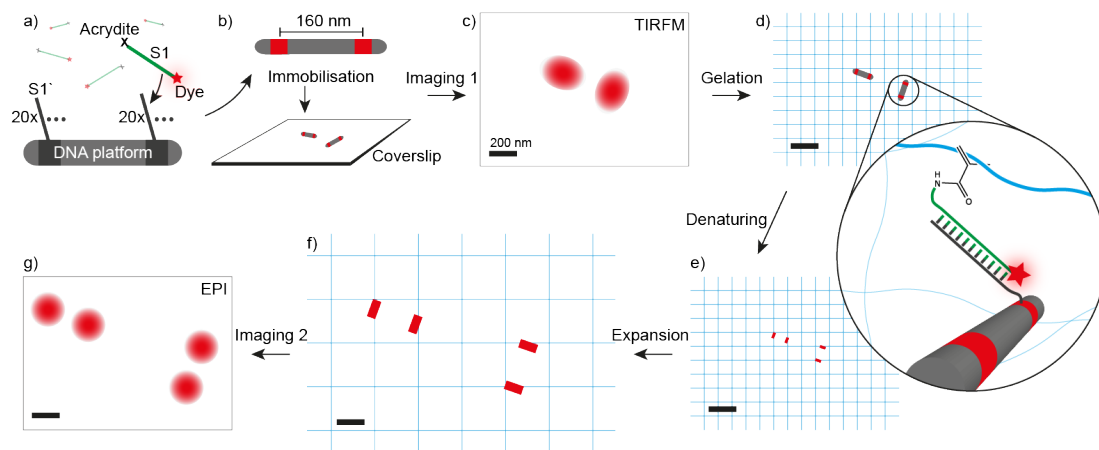 a)
Acrydite
X
S1
Dye
S1`
20x
20x
DNA platform
b)
160 nm
Immobilisation
Coverslip
Imaging 1
c)
TIRFM
200 nm
Gelation
d)
H
N
O
Denaturing
e)
Expansion
f)
Imaging 2
g)
EPI